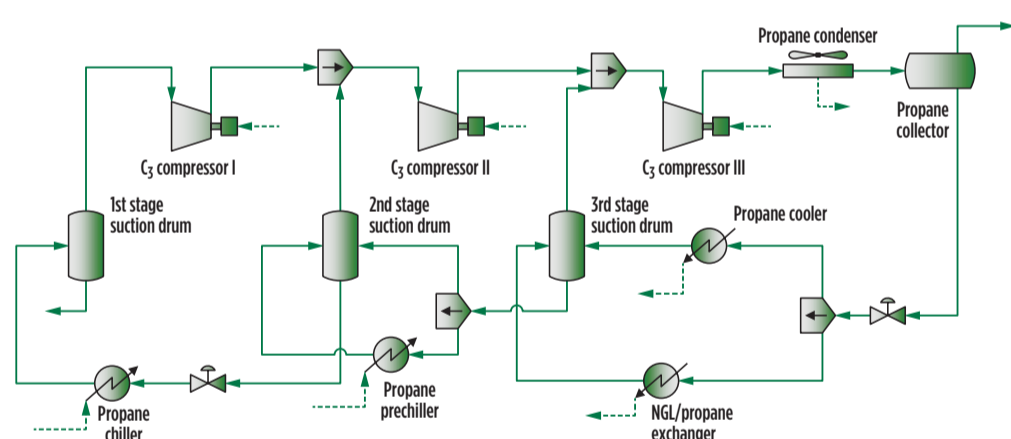 Propane condenser
Propane
collector
C₃ compressor I
C₃ compressor II
C₃ compressor III
1st stage
suction drum
2nd stage
suction drum
3rd stage
suction drum
Propane cooler
Propane
chiller
Propane
prechiller
NGL/propane
exchanger